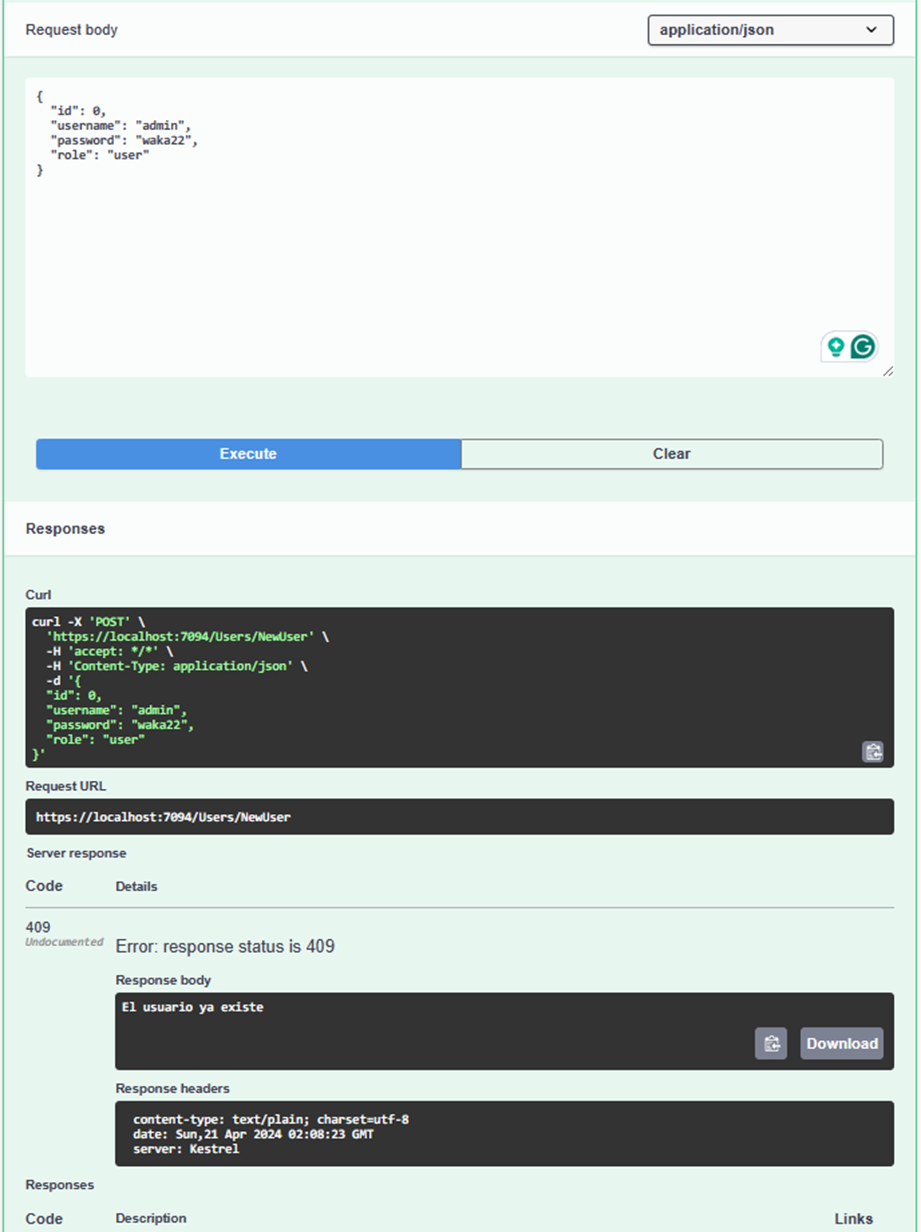 Request body
application/json
{
"id": 0,
"username": "admin",
"password": "waka22",
"role": "user"
}
Execute
Clear
Responses
Curl
curl -X 'POST' \
'https://localhost:7094/Users/NewUser' \
-H 'accept: */*' \
-H 'Content-Type: application/json' \
-d '{
"id": 0,
"username": "admin",
"password": "waka22",
"role": "user"
}'
Request URL
https://localhost:7094/Users/NewUser
Server response
Code Details
409
Undocumented
Error: response status is 409
Response body
El usuario ya existe
Download
Response headers
content-type: text/plain; charset=utf-8
date: Sun,21 Apr 2024 02:08:23 GMT
server: Kestrel
Responses
Code Description Links